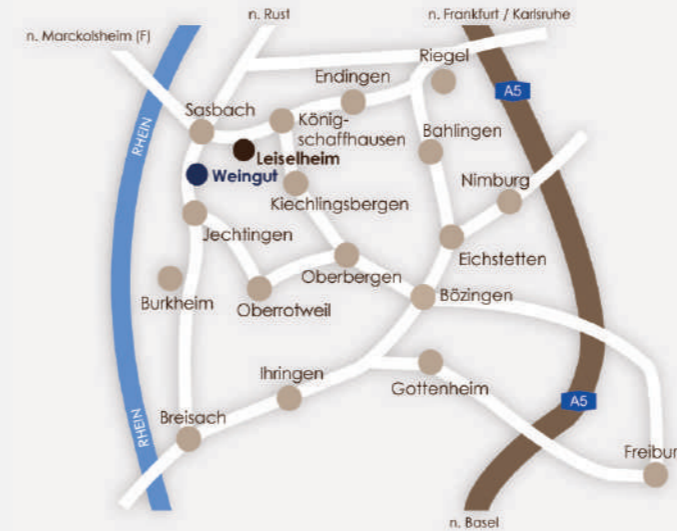 n. Rust
n. Frankfurt / Karlsruhe
n. Marckolsheim (F)
Riegel
Endingen
A5
Sasbach
König-
schaffhausen
RHEIN
Bahlingen
Leiselheim
Weingut
Nimburg
Kiechlingsbergen
Jechtingen
Eichstetten
Oberbergen
Burkheim
Oberrotweil
Bözingen
Ihringen
Gottenheim
A5
Breisach
RHEIN
Freibur
n. Basel